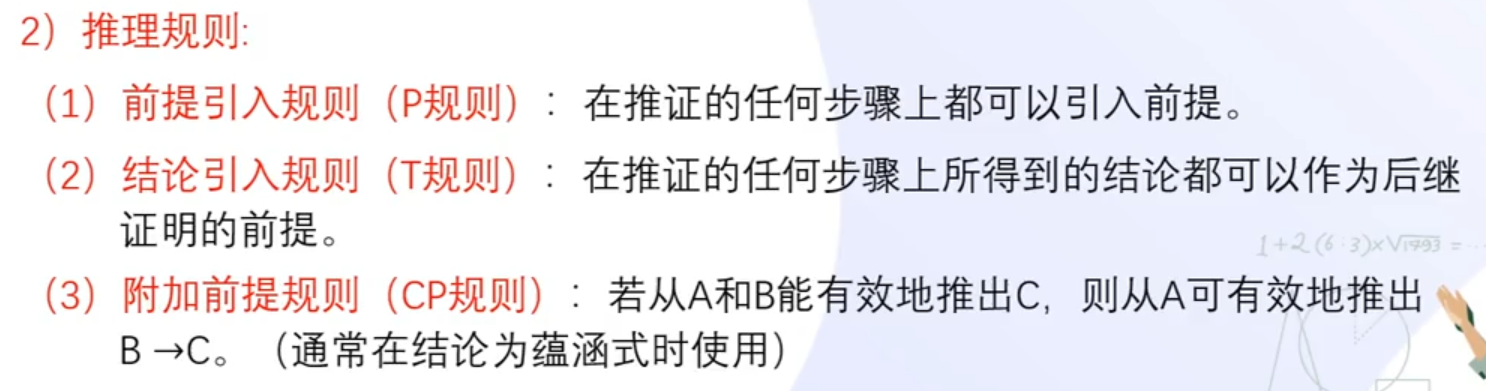 2）推理规则:
（1）前提引入规则（P规则）：在推证的任何步骤上都可以引入前提。
（2）结论引入规则（T规则）：在推证的任何步骤上所得到的结论都可以作为后继
证明的前提。
1+2(6:3)×√1493 =
（3）附加前提规则（CP规则）：若从A和B能有效地推出C，则从A可有效地推出
B →C。（通常在结论为蕴涵式时使用）